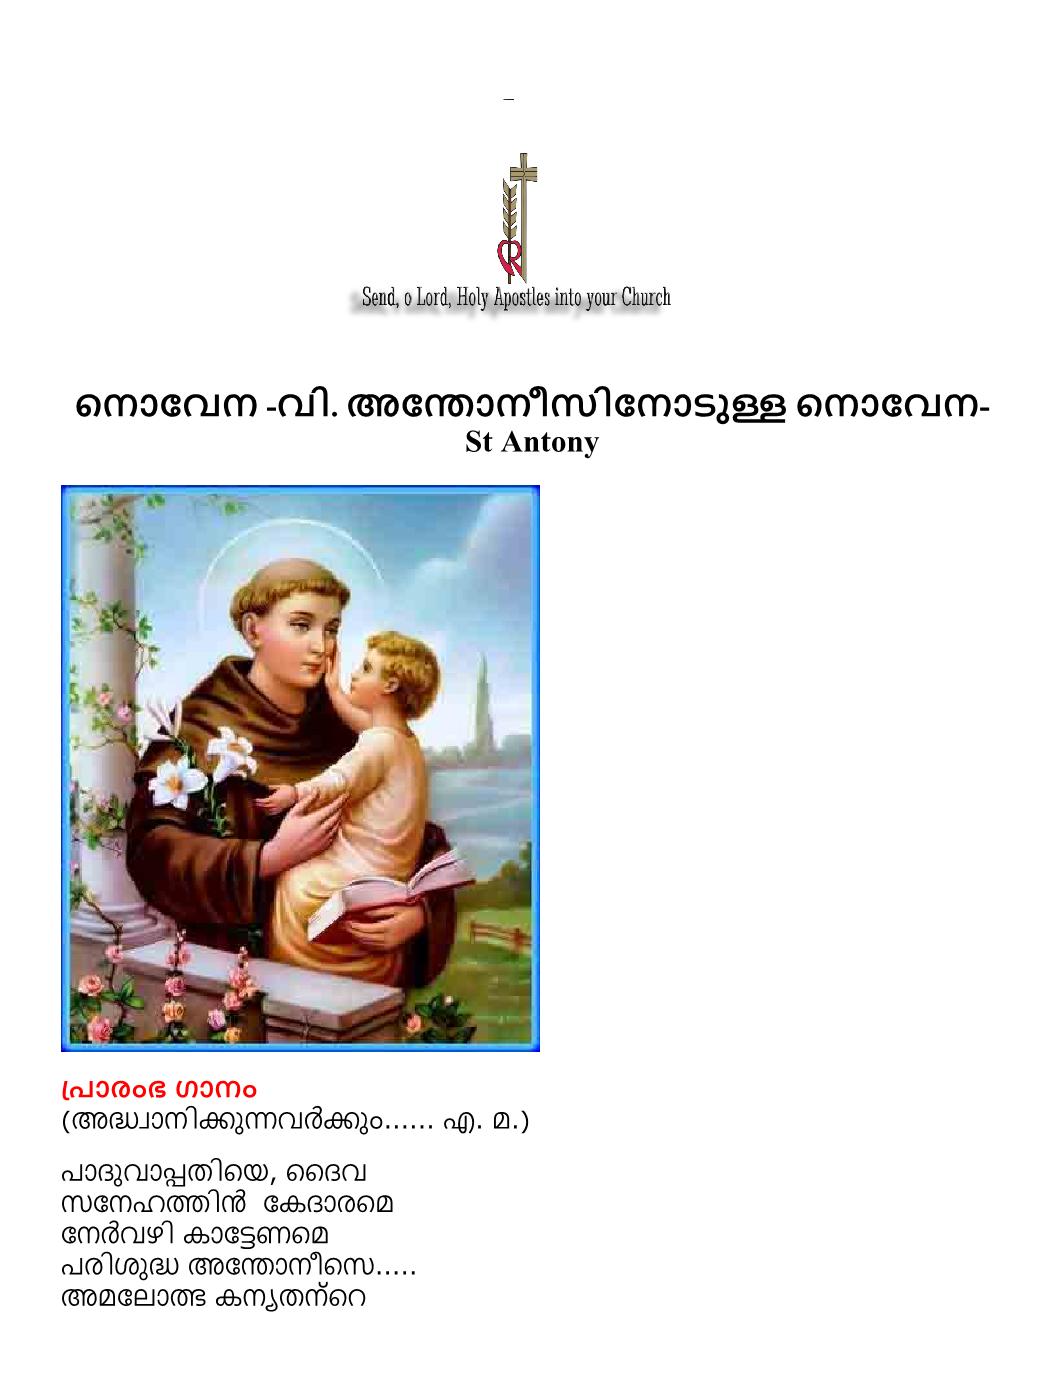 Send, o Lord, Holy Apostles into your Church
നൊവേന -വി. അന്തോനീസിനോടുള്ള നൊവേന-
St Antony
പ്രാരംഭ ഗാനം
(അദ്ധ്വാനിക്കുന്നവർക്കും...... എ. മ.)
പാദുവാപ്പതിയെ, ദൈവ
സനേഹത്തിൻ കേദാരമെ
നേർവഴി കാട്ടേണമെ
പരിശുദ്ധ അന്തോനീസെ.....
അമലോത്ഭ കന്യതന്റെ